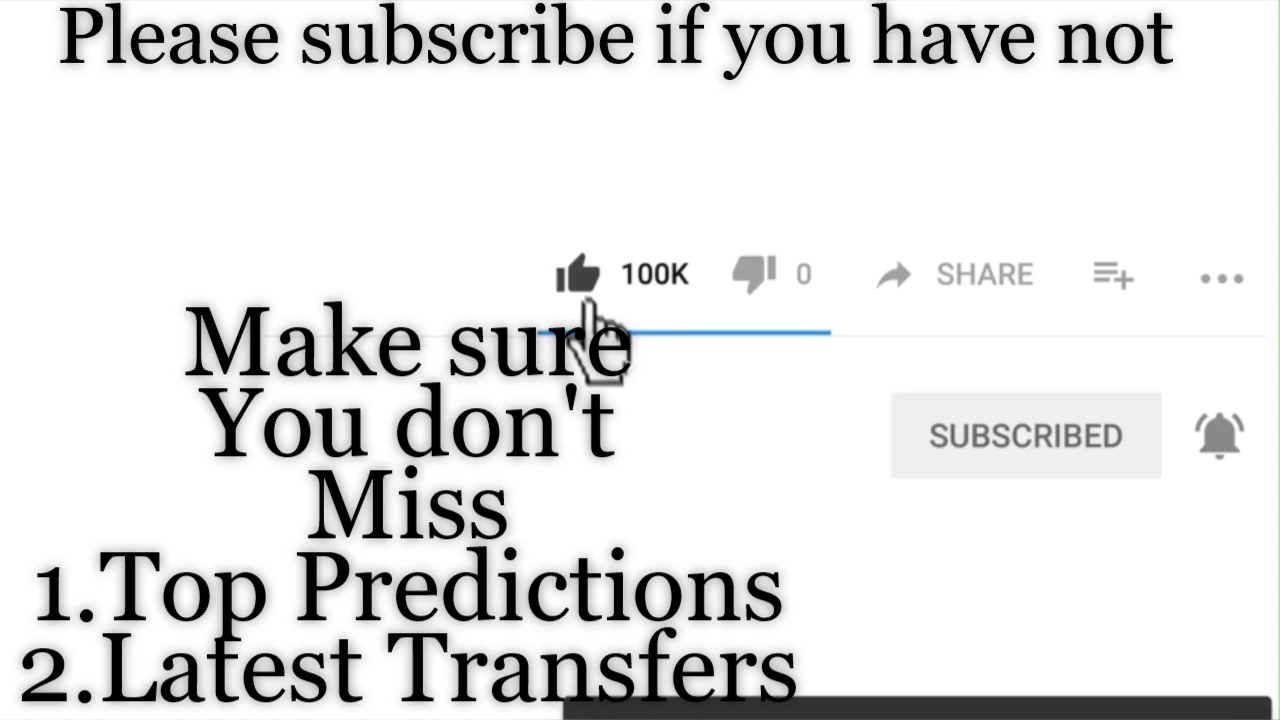 Please subscribe if you have not
100K 0 SHARE
Make sure
You don't
SUBSCRIBED
Miss
1.Top Predictions
2.Latest Transfers